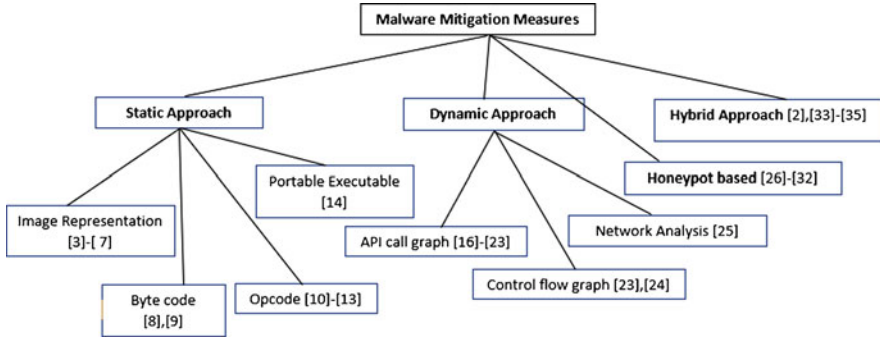 Malware Mitigation Measures
Static Approach
Dynamic Approach
Hybrid Approach [2],[33]-[35]
Portable Executable
[14]
Honeypot based [26]-[32]
Image Representation
[3]-[ 7]
API call graph [16]-[23]
Network Analysis [25]
Byte code
[8],[9]
Opcode [10]-[13]
Control flow graph [23],[24]